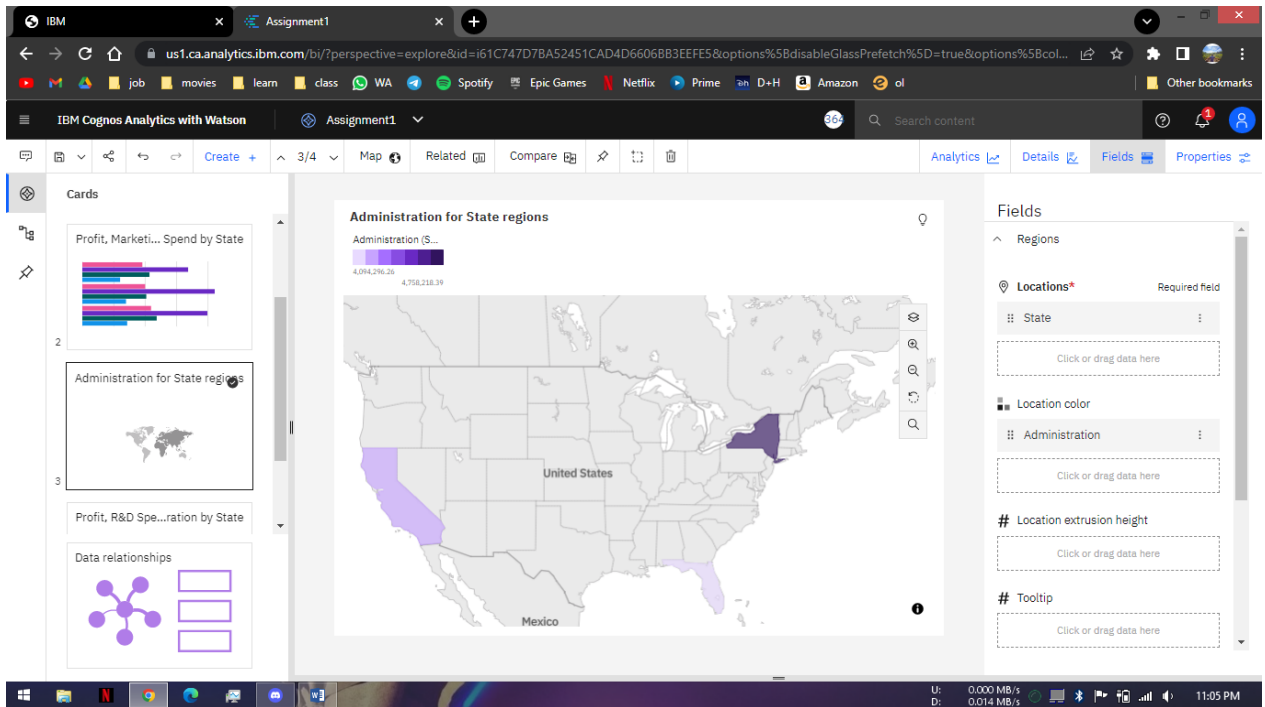 IBM
Assignment1
us1.ca.analytics.ibm.com/bi/?perspective=explore&id=i61C747D7BA52451CAD4D6606BB3EEFE5&options%5BdisableGlassPrefetch%5D=true&options%5Bcol...
job movies learn class WA Spotify Epic Games Netflix Prime D+H Amazon ol Other bookmarks
IBM Cognos Analytics with Watson Assignment1 364 Search content 1
Create + 3/4 Map Related Compare Analytics Details Fields Properties
Cards
Profit, Marketi... Spend by State
2
Administration for State regions
3
Profit, R&D Spe...ration by State
Data relationships
Administration for State regions
Administration (S...
4,094,296.26
4,758,218.39
United States
Mexico
Fields
Regions
Locations* Required field
State
Click or drag data here
Location color
Administration
Click or drag data here
# Location extrusion height
Click or drag data here
# Tooltip
Click or drag data here
U: 0.000 MB/s
D: 0.014 MB/s
11:05 PM